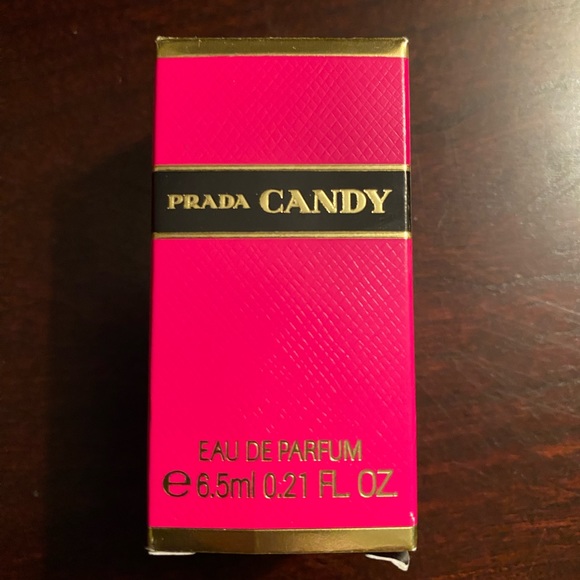 PRADA CANDY
EAU DE PARFUM
℮ 6.5ml 0.21 FL. OZ.